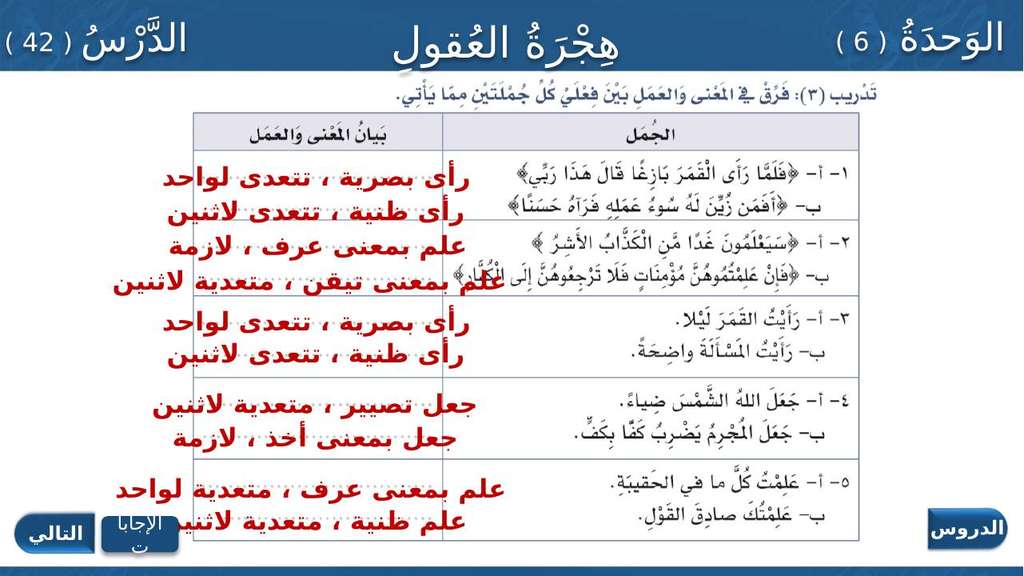 الوَحدَةُ ( 6 )
هِجْرَةُ العُقولِ
الدَّرْسُ ( 42 )
تَدْريب (٣): فَرِّقْ في المَعْنى وَالعَمَلِ بَيْنَ فِعْلَيْ كُلِّ جُمْلَتَيْنِ مِمّا يَأْتِي.
الجُمَل
بَيانُ المَعْنى وَالعَمَل
١- أ- ﴿فَلَمَّا رَأَى الْقَمَرَ بَازِغًا قَالَ هَذَا رَبِّي﴾
رأى بصرية ، تتعدى لواحد
ب- ﴿أَفَمَن زُيِّنَ لَهُ سُوءُ عَمَلِهِ فَرَآهُ حَسَنًا﴾
رأى ظنية ، تتعدى لاثنين
٢- أ- ﴿سَيَعْلَمُونَ غَدًا مَّنِ الْكَذَّابُ الأَشِرُ ﴾
علم بمعنى عرف ، لازمة
ب- ﴿فَإِنْ عَلِمْتُمُوهُنَّ مُؤْمِنَاتٍ فَلَا تَرْجِعُوهُنَّ إِلَى الْكُفَّارِ﴾
علم بمعنى تيقن ، متعدية لاثنين
٣- أ- رَأَيْتُ القَمَرَ لَيْلا.
رأى بصرية ، تتعدى لواحد
ب- رَأَيْتُ المَسْأَلَةَ واضِحَةً.
رأى ظنية ، تتعدى لاثنين
٤- أ- جَعَلَ اللهُ الشَّمْسَ ضِياءً.
جعل تصيير ، متعدية لاثنين
ب- جَعَلَ المُجْرِمُ يَضْرِبُ كَفًّا بِكَفٍّ.
جعل بمعنى أخذ ، لازمة
٥- أ- عَلِمْتُ كُلَّ ما في الحَقيبَةِ.
علم بمعنى عرف ، متعدية لواحد
ب- عَلِمْتُكَ صادِقَ القَوْلِ.
علم ظنية ، متعدية لاثنين
الدروس
الإجابا
ت
التالي